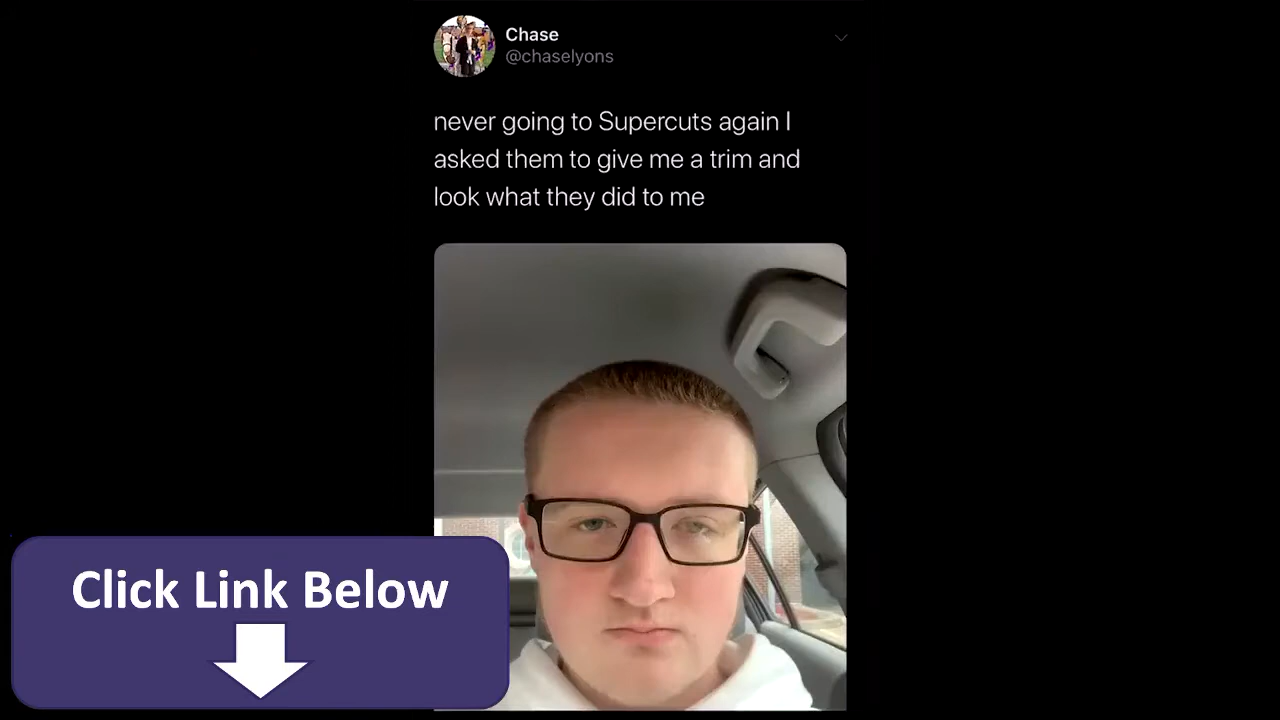 Chase
@chaselyons
never going to Supercuts again I
asked them to give me a trim and
look what they did to me
Click Link Below